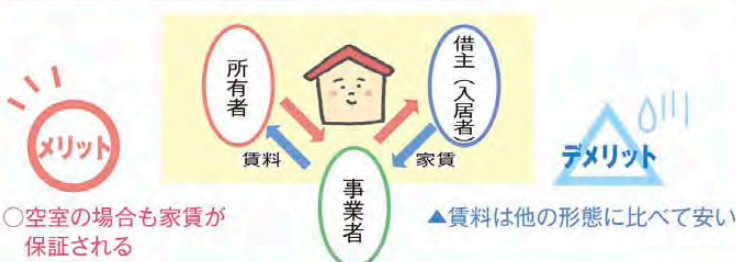 所有者
借主(入居者)
メリット
賃料
家賃
デメリット
事業者
○空室の場合も家賃が
保証される
▲賃料は他の形態に比べて安い